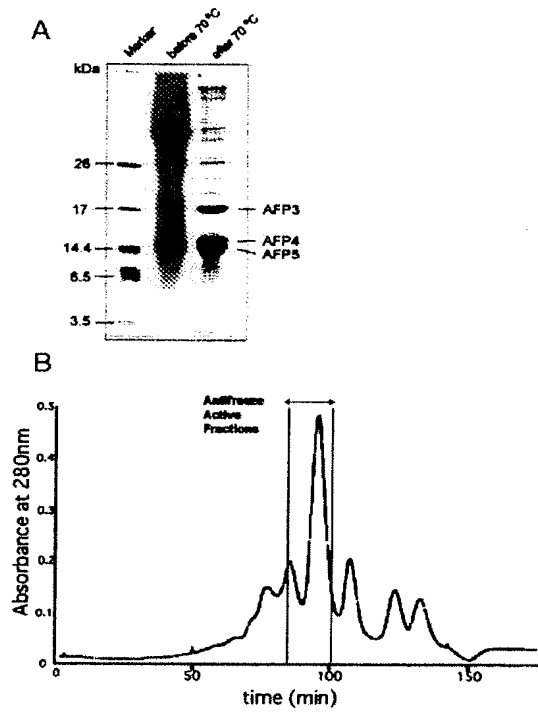 A
Marker before 70 °C after 70 °C
kDa
26
17
14.4
6.5
3.5
AFP3
AFP4
AFP5
B
Antifreeze
Active
Fractions
0.5
0.4
0.3
0.2
0.1
0
Absorbance at 280nm
0 50 100 150
time (min)